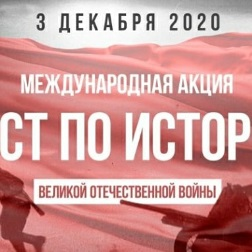 3 ДЕКАБРЯ 2020
МЕЖДУНАРОДНАЯ АКЦИЯ
СТ ПО ИСТОР
ВЕЛИКОЙ ОТЕЧЕСТВЕННОЙ ВОЙНЫ